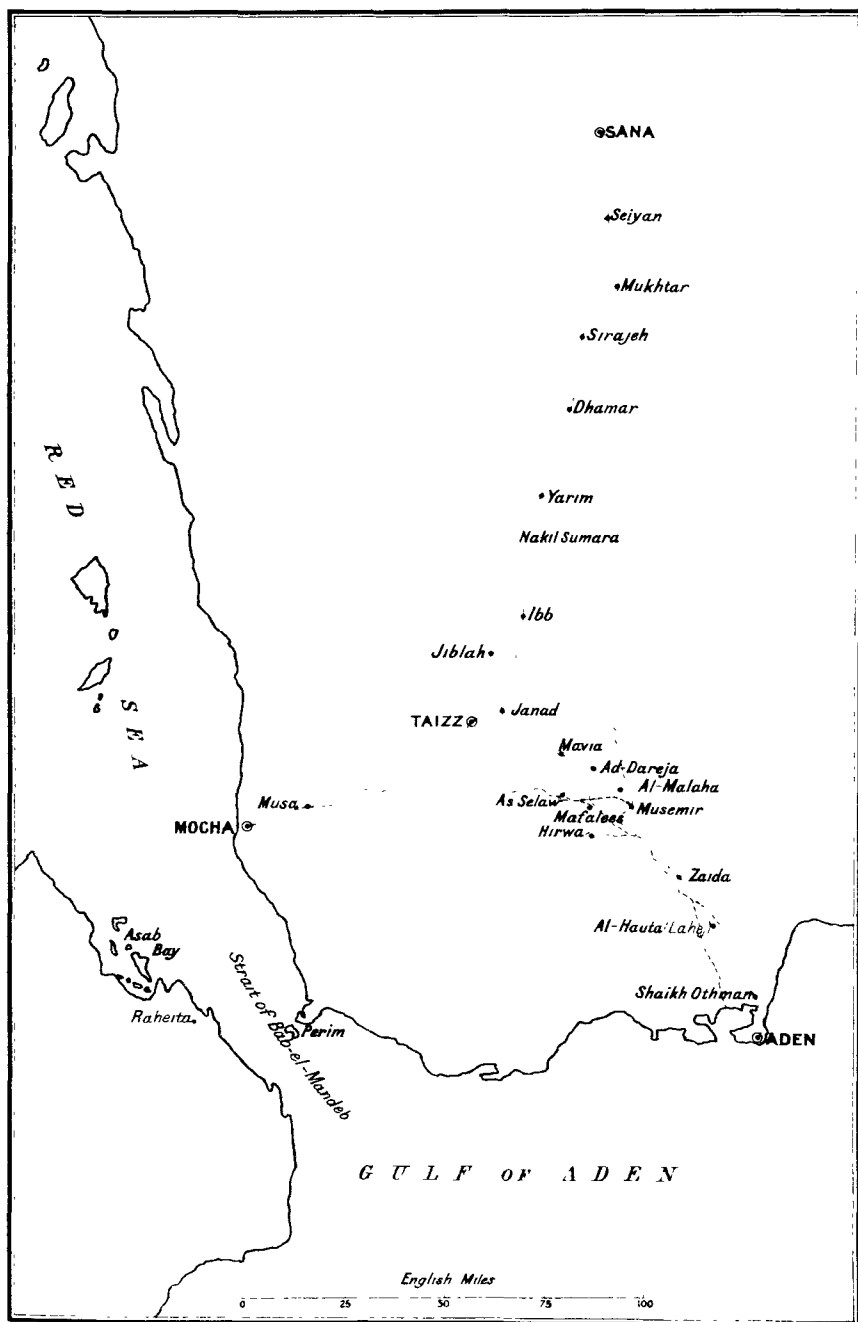 SANA
Seiyan
Mukhtar
Sirajeh
Dhamar
Yarim
Nakil Sumara
RED SEA
Ibb
Jiblah
Janad
TAIZZ
Mavia
Ad-Dareja
Al-Malaha
As Selaw
Musa
Musemir
Mafalees
MOCHA
Hirwa
Zaida
Al-Hauta:Lahej
Asab
Bay
Shaikh Othman
Raheita
Strait of Bab-el-Mandeb
Perim
ADEN
GULF OF ADEN
English Miles
0 25 50 75 100